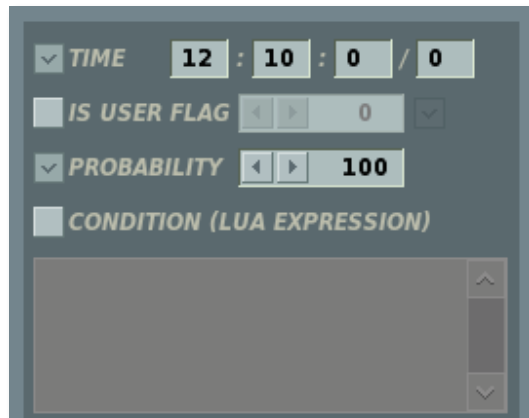 TIME 12 : 10 : 0 / 0
IS USER FLAG 0
PROBABILITY 100
CONDITION (LUA EXPRESSION)